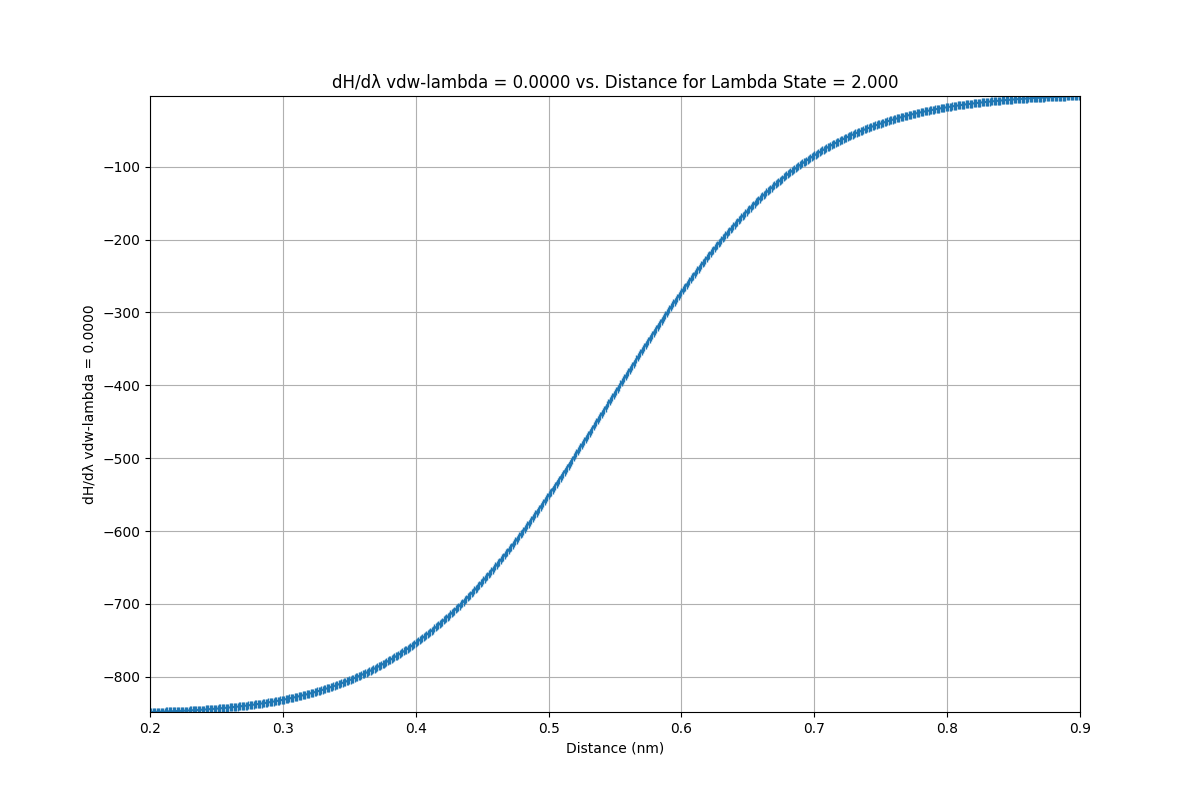 dH/dλ vdw-lambda = 0.0000 vs. Distance for Lambda State = 2.000
dH/dλ vdw-lambda = 0.0000
−100
−200
−300
−400
−500
−600
−700
−800
0.2 0.3 0.4 0.5 0.6 0.7 0.8 0.9
Distance (nm)